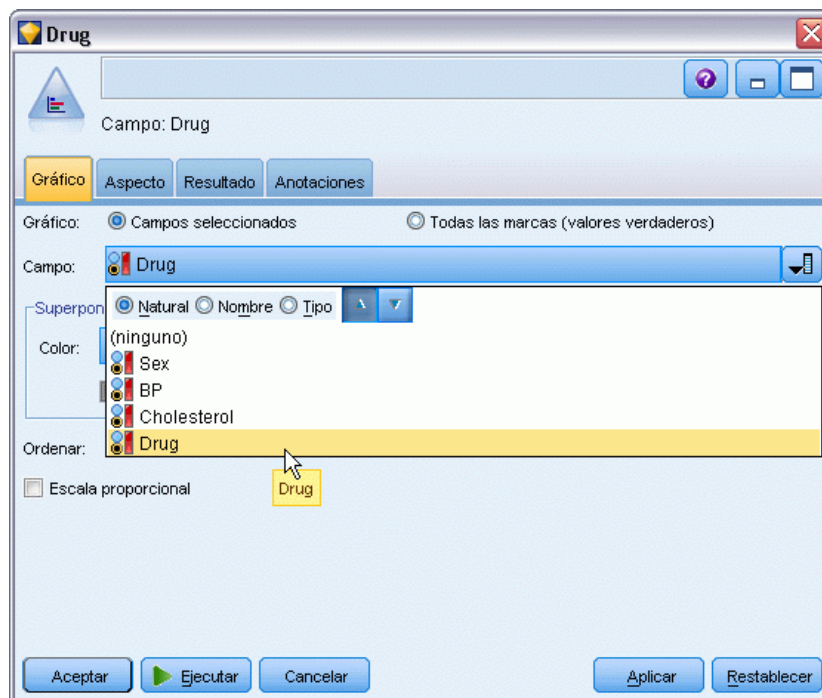 Drug
Campo: Drug
Gráfico Aspecto Resultado Anotaciones
Gráfico: Campos seleccionados Todas las marcas (valores verdaderos)
Campo: Drug
Superpon Natural Nombre Tipo
(ninguno)
Color: Sex
BP
Cholesterol
Ordenar: Drug
Escala proporcional Drug
Aceptar Ejecutar Cancelar Aplicar Restablecer